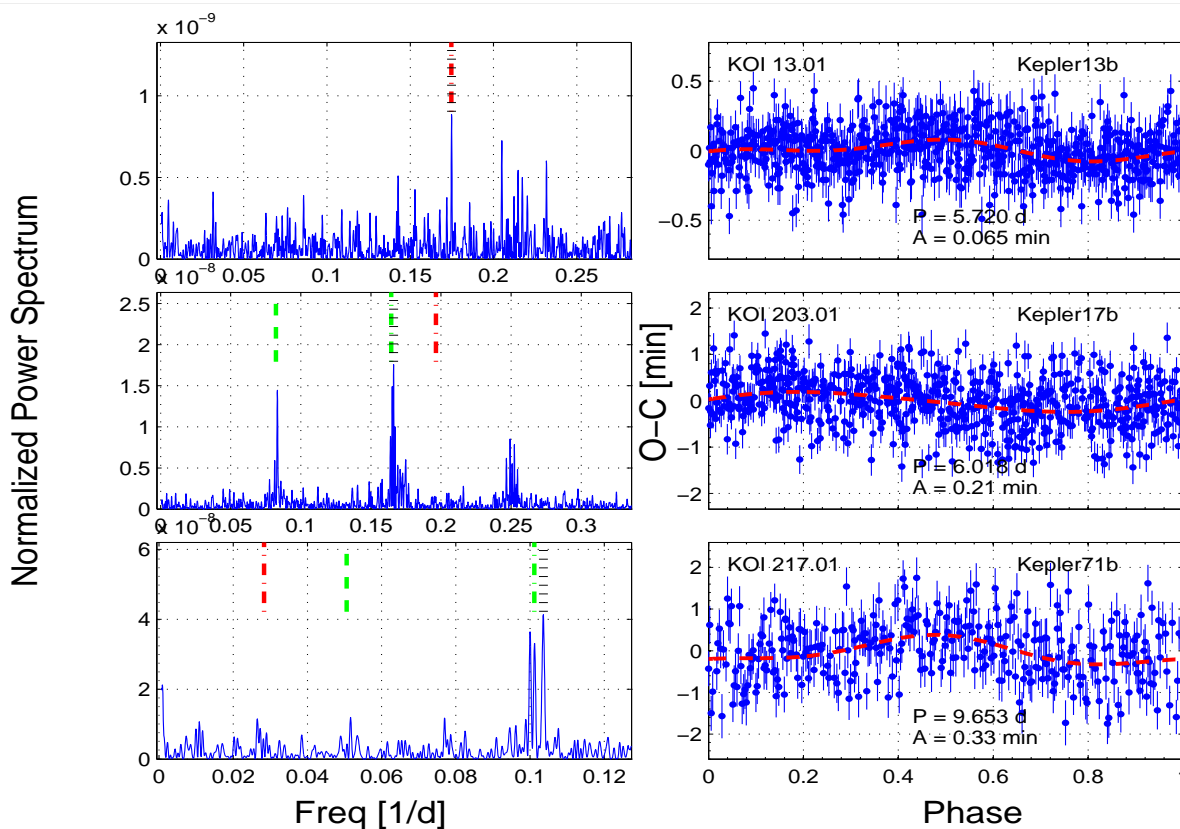 x 10^-9
1
0.5
0
0 0.05 0.1 0.15 0.2 0.25
KOI 13.01 Kepler13b
0.5
0
−0.5
P = 5.720 d
A = 0.065 min
x 10^-8
2.5
2
1.5
1
0.5
0
0 0.05 0.1 0.15 0.2 0.25 0.3
KOI 203.01 Kepler17b
2
1
0
−1
−2
P = 6.018 d
A = 0.21 min
x 10^-8
6
4
2
0
0 0.02 0.04 0.06 0.08 0.1 0.12
KOI 217.01 Kepler71b
2
1
0
−1
−2
P = 9.653 d
A = 0.33 min
0 0.2 0.4 0.6 0.8 1
Normalized Power Spectrum
O−C [min]
Freq [1/d]
Phase